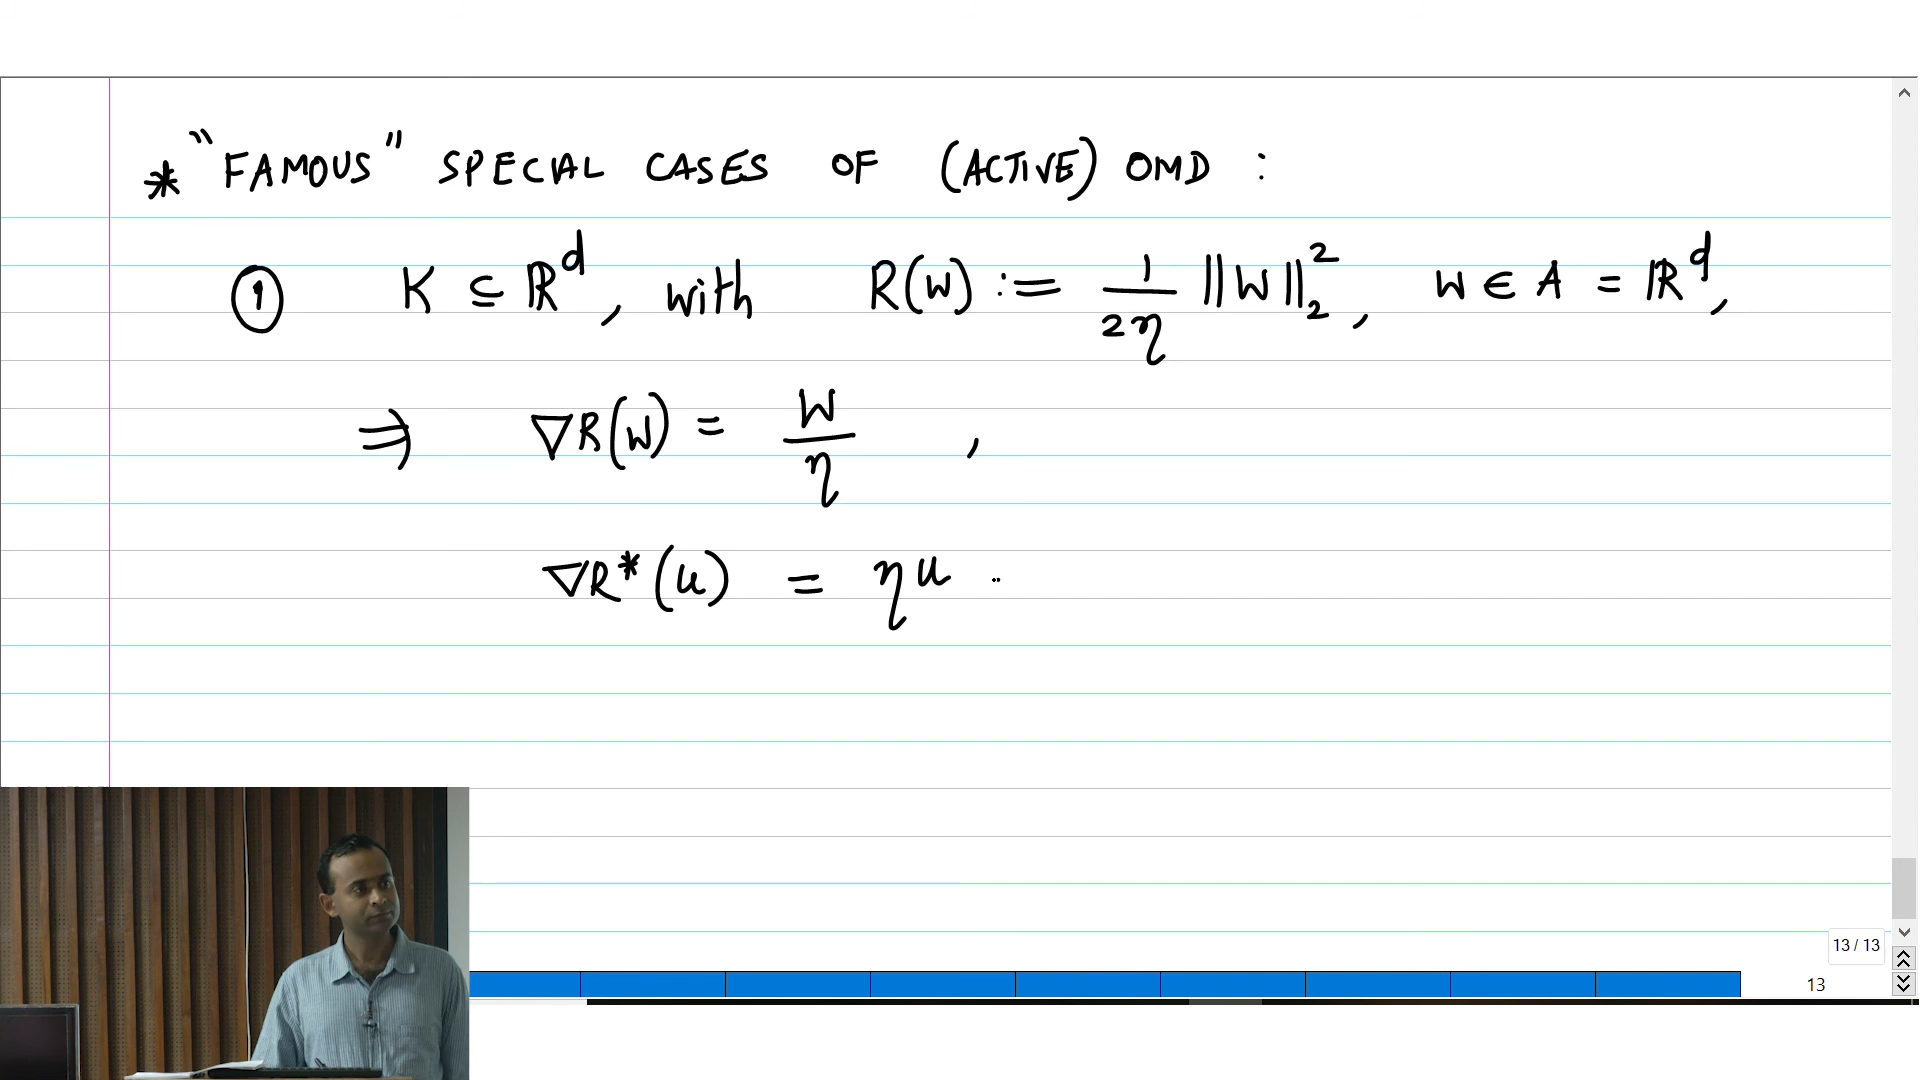 * "FAMOUS" SPECIAL CASES OF (ACTIVE) OMD :
① K ⊆ ℝ^d, with R(w) := 1/(2η) ||w||₂², w ∈ A = ℝ^d,
⇒ ∇R(w) = w/η ,
∇R*(u) = ηu .
13 / 13
13